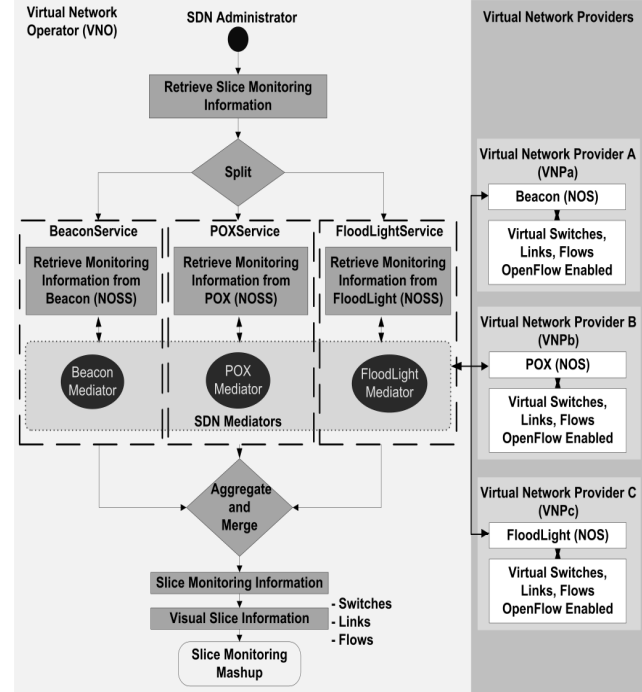 Virtual Network
Operator (VNO)
SDN Administrator
Retrieve Slice Monitoring
Information
Split
BeaconService
Retrieve Monitoring
Information from
Beacon (NOSS)
Beacon
Mediator
POXService
Retrieve Monitoring
Information from
POX (NOSS)
POX
Mediator
FloodLightService
Retrieve Monitoring
Information from
FloodLight (NOSS)
FloodLight
Mediator
SDN Mediators
Aggregate
and
Merge
Slice Monitoring Information
Visual Slice Information
- Switches
- Links
- Flows
Slice Monitoring
Mashup
Virtual Network Providers
Virtual Network Provider A
(VNPa)
Beacon (NOS)
Virtual Switches,
Links, Flows
OpenFlow Enabled
Virtual Network Provider B
(VNPb)
POX (NOS)
Virtual Switches,
Links, Flows
OpenFlow Enabled
Virtual Network Provider C
(VNPc)
FloodLight (NOS)
Virtual Switches,
Links, Flows
OpenFlow Enabled